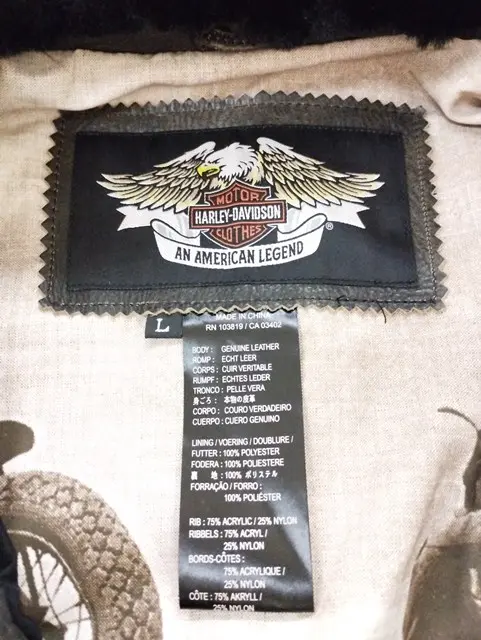 MOTOR
HARLEY-DAVIDSON
CLOTHES
®
AN AMERICAN LEGEND
L
MADE IN CHINA
RN 103819 / CA 03402
BODY : GENUINE LEATHER
ROMP : ECHT LEER
CORPS : CUIR VERITABLE
RUMPF : ECHTES LEDER
TRONCO : PELLE VERA
身ごろ : 本物の皮革
CORPO : COURO VERDADEIRO
CUERPO : CUERO GENUINO
LINING / VOERING / DOUBLURE /
FUTTER : 100% POLYESTER
FODERA : 100% POLIESTERE
裏 地 : 100% ポリステル
FORRAÇÃO / FORRO :
100% POLIÉSTER
RIB : 75% ACRYLIC / 25% NYLON
RIBBELS : 75% ACRYL /
25% NYLON
BORDS-CÔTES :
75% ACRYLIQUE /
25% NYLON
CÔTE : 75% AKRYL /
25% NYLON